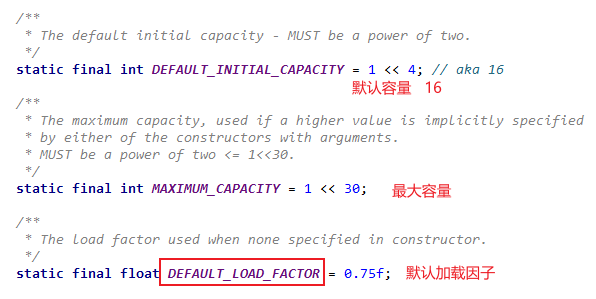 /**
* The default initial capacity - MUST be a power of two.
*/
static final int DEFAULT_INITIAL_CAPACITY = 1 << 4; // aka 16
默认容量 16
/**
* The maximum capacity, used if a higher value is implicitly specified
* by either of the constructors with arguments.
* MUST be a power of two <= 1<<30.
*/
static final int MAXIMUM_CAPACITY = 1 << 30; 最大容量
/**
* The load factor used when none specified in constructor.
*/
static final float DEFAULT_LOAD_FACTOR = 0.75f; 默认加载因子